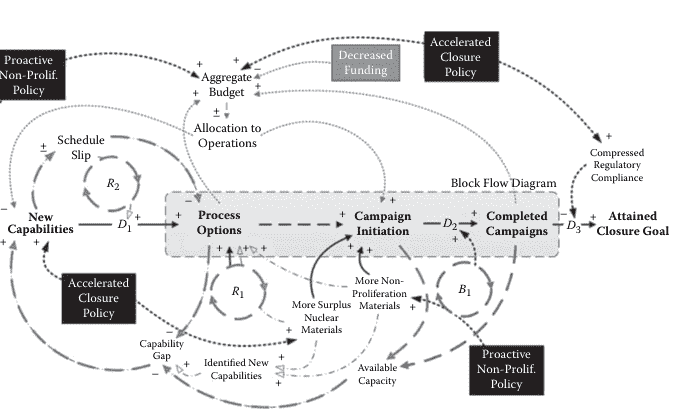 Proactive
Non-Prolif.
Policy
Accelerated
Closure
Policy
Decreased
Funding
Aggregate
Budget
Allocation to
Operations
Schedule
Slip
R2
Compressed
Regulatory
Compliance
Block Flow Diagram
New
Capabilities
D1
Process
Options
Campaign
Initiation
D2
Completed
Campaigns
D3
Attained
Closure Goal
Accelerated
Closure
Policy
R1
More Surplus
Nuclear
Materials
More Non-
Proliferation
Materials
B1
Capability
Gap
Identified New
Capabilities
Available
Capacity
Proactive
Non-Prolif.
Policy